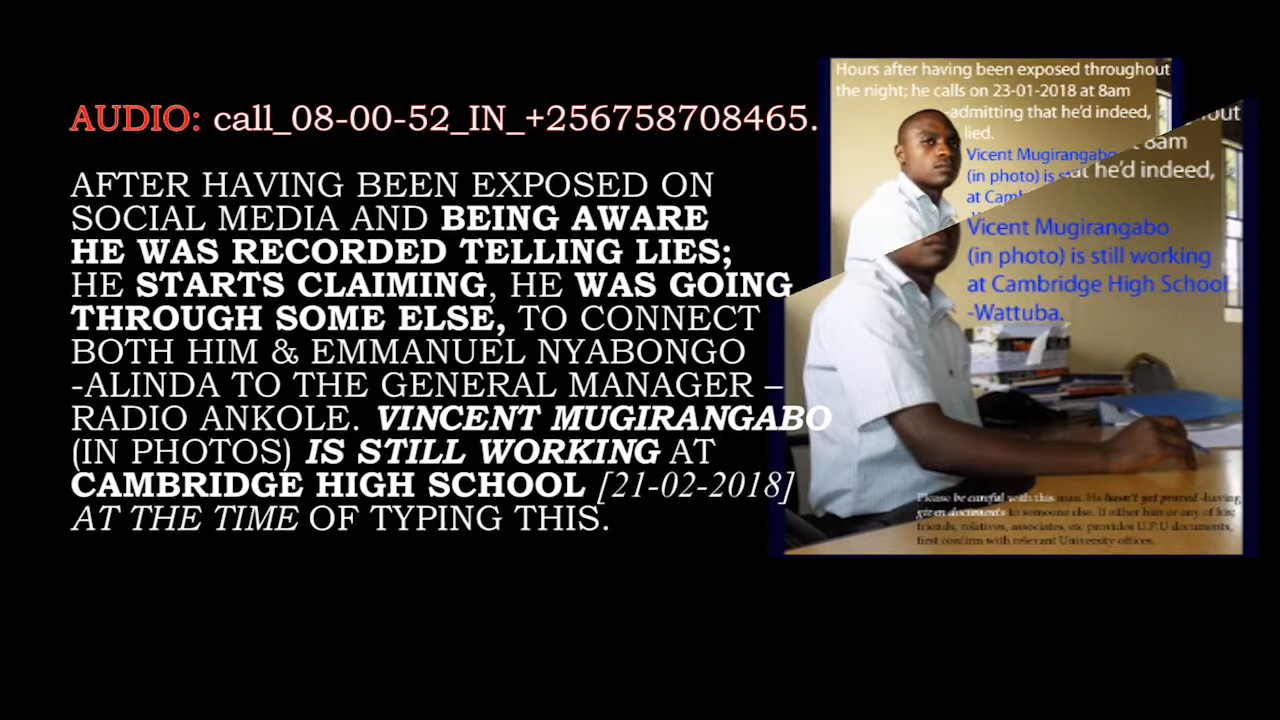 AUDIO: call_08-00-52_IN_+256758708465.
AFTER HAVING BEEN EXPOSED ON
SOCIAL MEDIA AND BEING AWARE
HE WAS RECORDED TELLING LIES;
HE STARTS CLAIMING, HE WAS GOING
THROUGH SOME ELSE, TO CONNECT
BOTH HIM & EMMANUEL NYABONGO
-ALINDA TO THE GENERAL MANAGER –
RADIO ANKOLE. VINCENT MUGIRANGABO
(IN PHOTOS) IS STILL WORKING AT
CAMBRIDGE HIGH SCHOOL [21-02-2018]
AT THE TIME OF TYPING THIS.
Hours after having been exposed throughout
the night; he calls on 23-01-2018 at 8am
admitting that he'd indeed,
lied.
Vicent Mugirangabo
(in photo) is
at
8am
he'd indeed,
Vicent Mugirangabo
(in photo) is still working
at Cambridge High School
-Wattuba.
Please be careful with this man. He hasn't get proved -having
given documents to someone else. If either him or any of his;
friends, relatives, associates, etc provides U.P.U documents,
first confirm with relevant University offices.